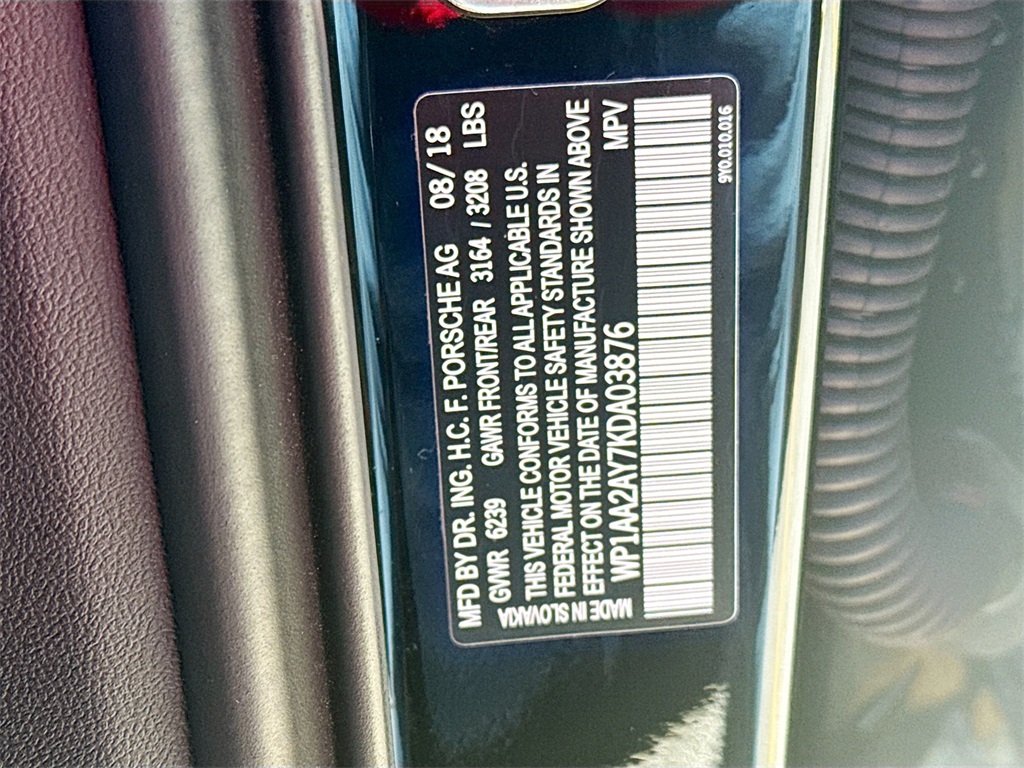 MFD BY DR. ING. H.C. F. PORSCHE AG 08/18
GVWR 6239 GAWR FRONT/REAR 3164 / 3208 LBS
MADE IN SLOVAKIA
THIS VEHICLE CONFORMS TO ALL APPLICABLE U.S.
FEDERAL MOTOR VEHICLE SAFETY STANDARDS IN
EFFECT ON THE DATE OF MANUFACTURE SHOWN ABOVE
WP1AA2AY7KDA03876 MPV
9Y0.010.016